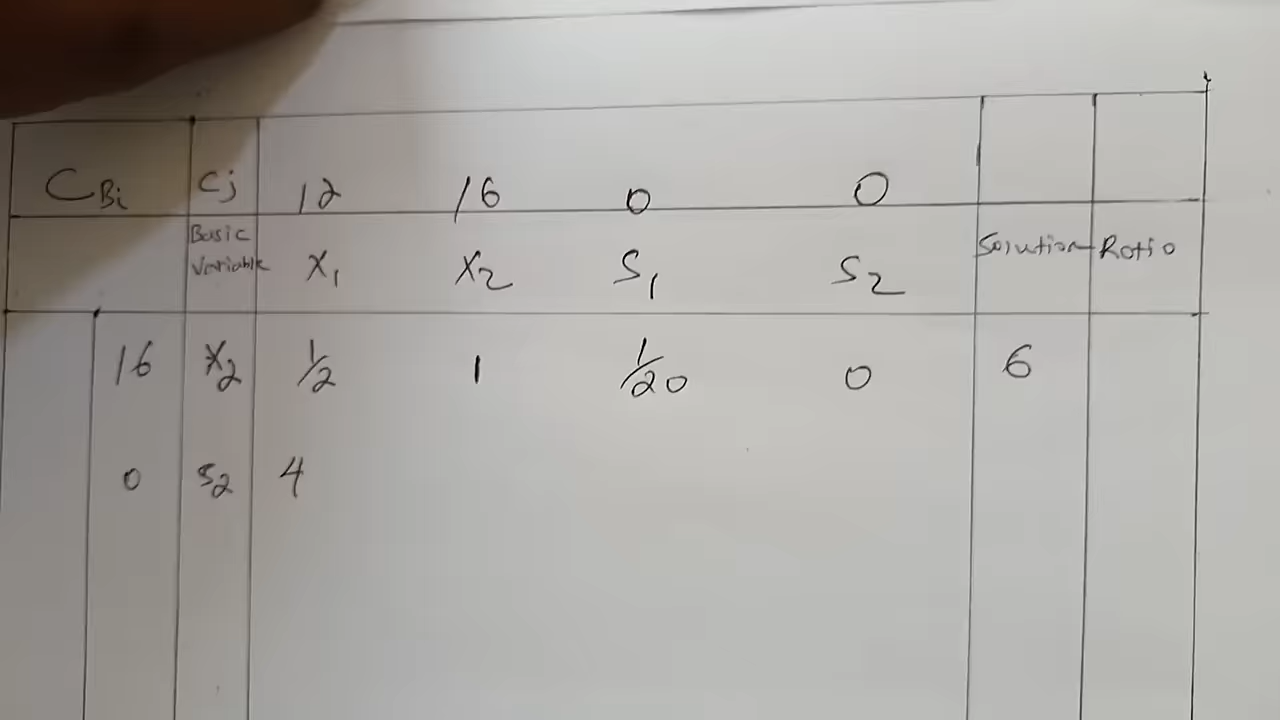 CBi Cj 12 16 0 0
Basic Variable X1 X2 S1 S2 Solution Ratio
16 X2 1/2 1 1/20 0 6
0 S2 4